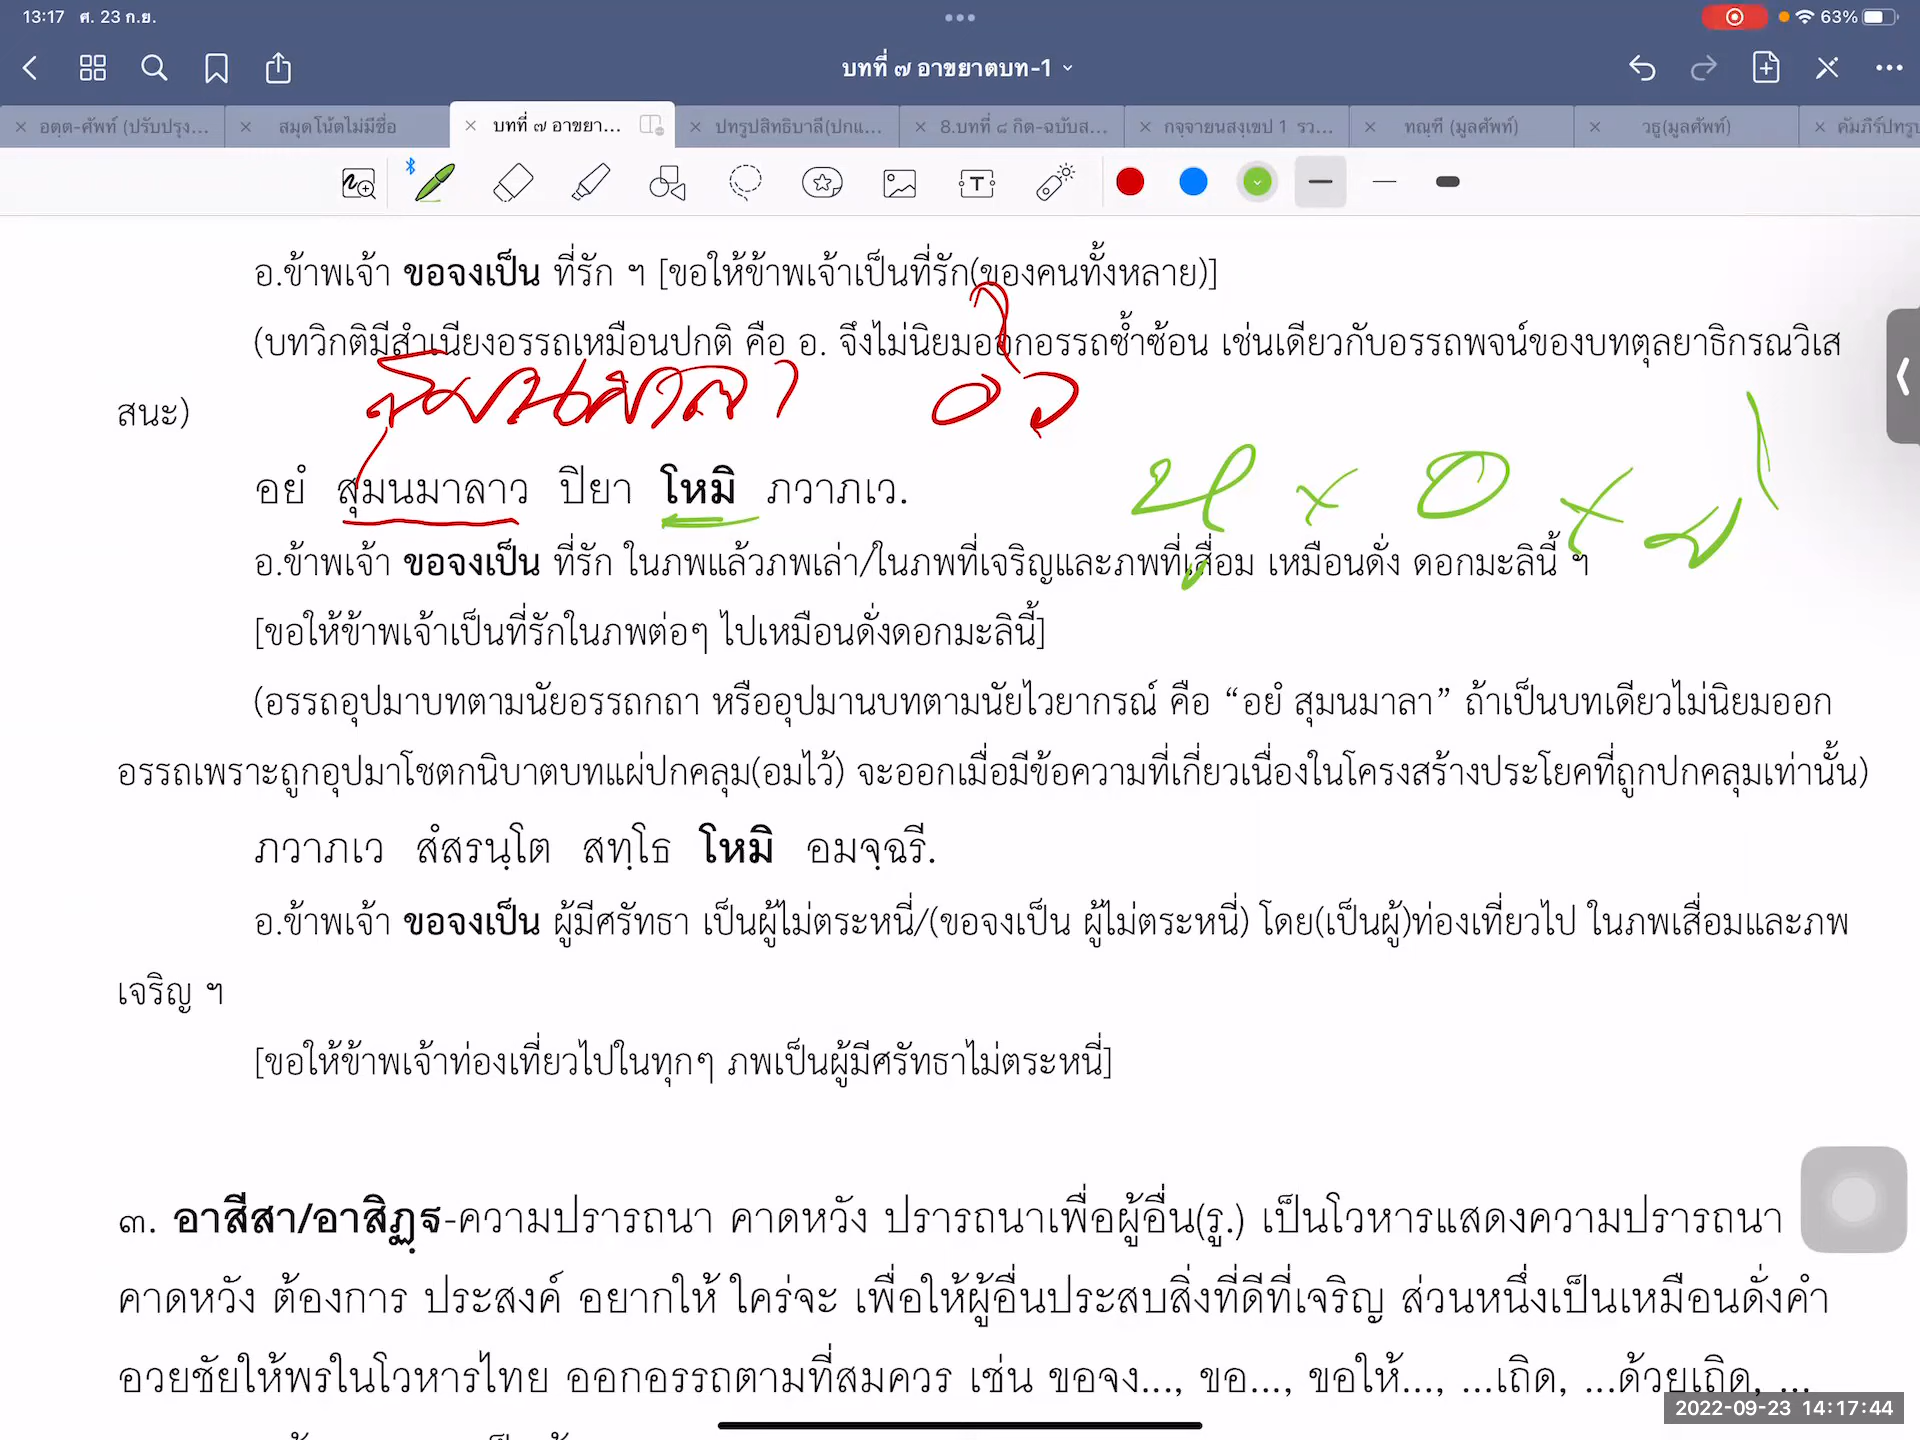 13:17 ศ. 23 ก.ย.
63%
บทที่ ๗ อาขยาตบท-1
อตฺต-ศัพท์ (ปรับปรุง...
สมุดโน้ตไม่มีชื่อ
บทที่ ๗ อาขยา...
ปทรูปสิทธิบาลี(ปกแ...
8.บทที่ ๘ กิต-ฉบับส...
กจฺจายนสงฺเขป 1 รว...
ทณฺฑี (มูลศัพท์)
วธู(มูลศัพท์)
คัมภีร์ปทรูป
อ.ข้าพเจ้า ขอจงเป็น ที่รัก ฯ [ขอให้ข้าพเจ้าเป็นที่รัก(ของคนทั้งหลาย)]
(บทวิกติมีสำเนียงอรรถเหมือนปกติ คือ อ. จึงไม่นิยมออกอรรถซ้ำซ้อน เช่นเดียวกับอรรถพจน์ของบทตุลยาธิกรณวิเส
สนะ)
อยํ สุมนมาลาว ปิยา โหมิ ภวาภเว.
อ.ข้าพเจ้า ขอจงเป็น ที่รัก ในภพแล้วภพเล่า/ในภพที่เจริญและภพที่เสื่อม เหมือนดั่ง ดอกมะลินี้ ฯ
[ขอให้ข้าพเจ้าเป็นที่รักในภพต่อๆ ไปเหมือนดั่งดอกมะลินี้]
(อรรถอุปมาบทตามนัยอรรถกถา หรืออุปมานบทตามนัยไวยากรณ์ คือ “อยํ สุมนมาลา” ถ้าเป็นบทเดียวไม่นิยมออก
อรรถเพราะถูกอุปมาโชตกนิบาตบทแผ่ปกคลุม(อมไว้) จะออกเมื่อมีข้อความที่เกี่ยวเนื่องในโครงสร้างประโยคที่ถูกปกคลุมเท่านั้น)
ภวาภเว สํสรนฺโต สทฺโธ โหมิ อมจฺฉรี.
อ.ข้าพเจ้า ขอจงเป็น ผู้มีศรัทธา เป็นผู้ไม่ตระหนี่/(ขอจงเป็น ผู้ไม่ตระหนี่) โดย(เป็นผู้)ท่องเที่ยวไป ในภพเสื่อมและภพ
เจริญ ฯ
[ขอให้ข้าพเจ้าท่องเที่ยวไปในทุกๆ ภพเป็นผู้มีศรัทธาไม่ตระหนี่]
๓. อาสีสา/อาสิฏฺฐ-ความปรารถนา คาดหวัง ปรารถนาเพื่อผู้อื่น(รู.) เป็นโวหารแสดงความปรารถนา
คาดหวัง ต้องการ ประสงค์ อยากให้ ใคร่จะ เพื่อให้ผู้อื่นประสบสิ่งที่ดีที่เจริญ ส่วนหนึ่งเป็นเหมือนดั่งคำ
อวยชัยให้พรในโวหารไทย ออกอรรถตามที่สมควร เช่น ขอจง..., ขอ..., ขอให้..., ...เถิด, ...ด้วยเถิด, ...
2022-09-23 14:17:44